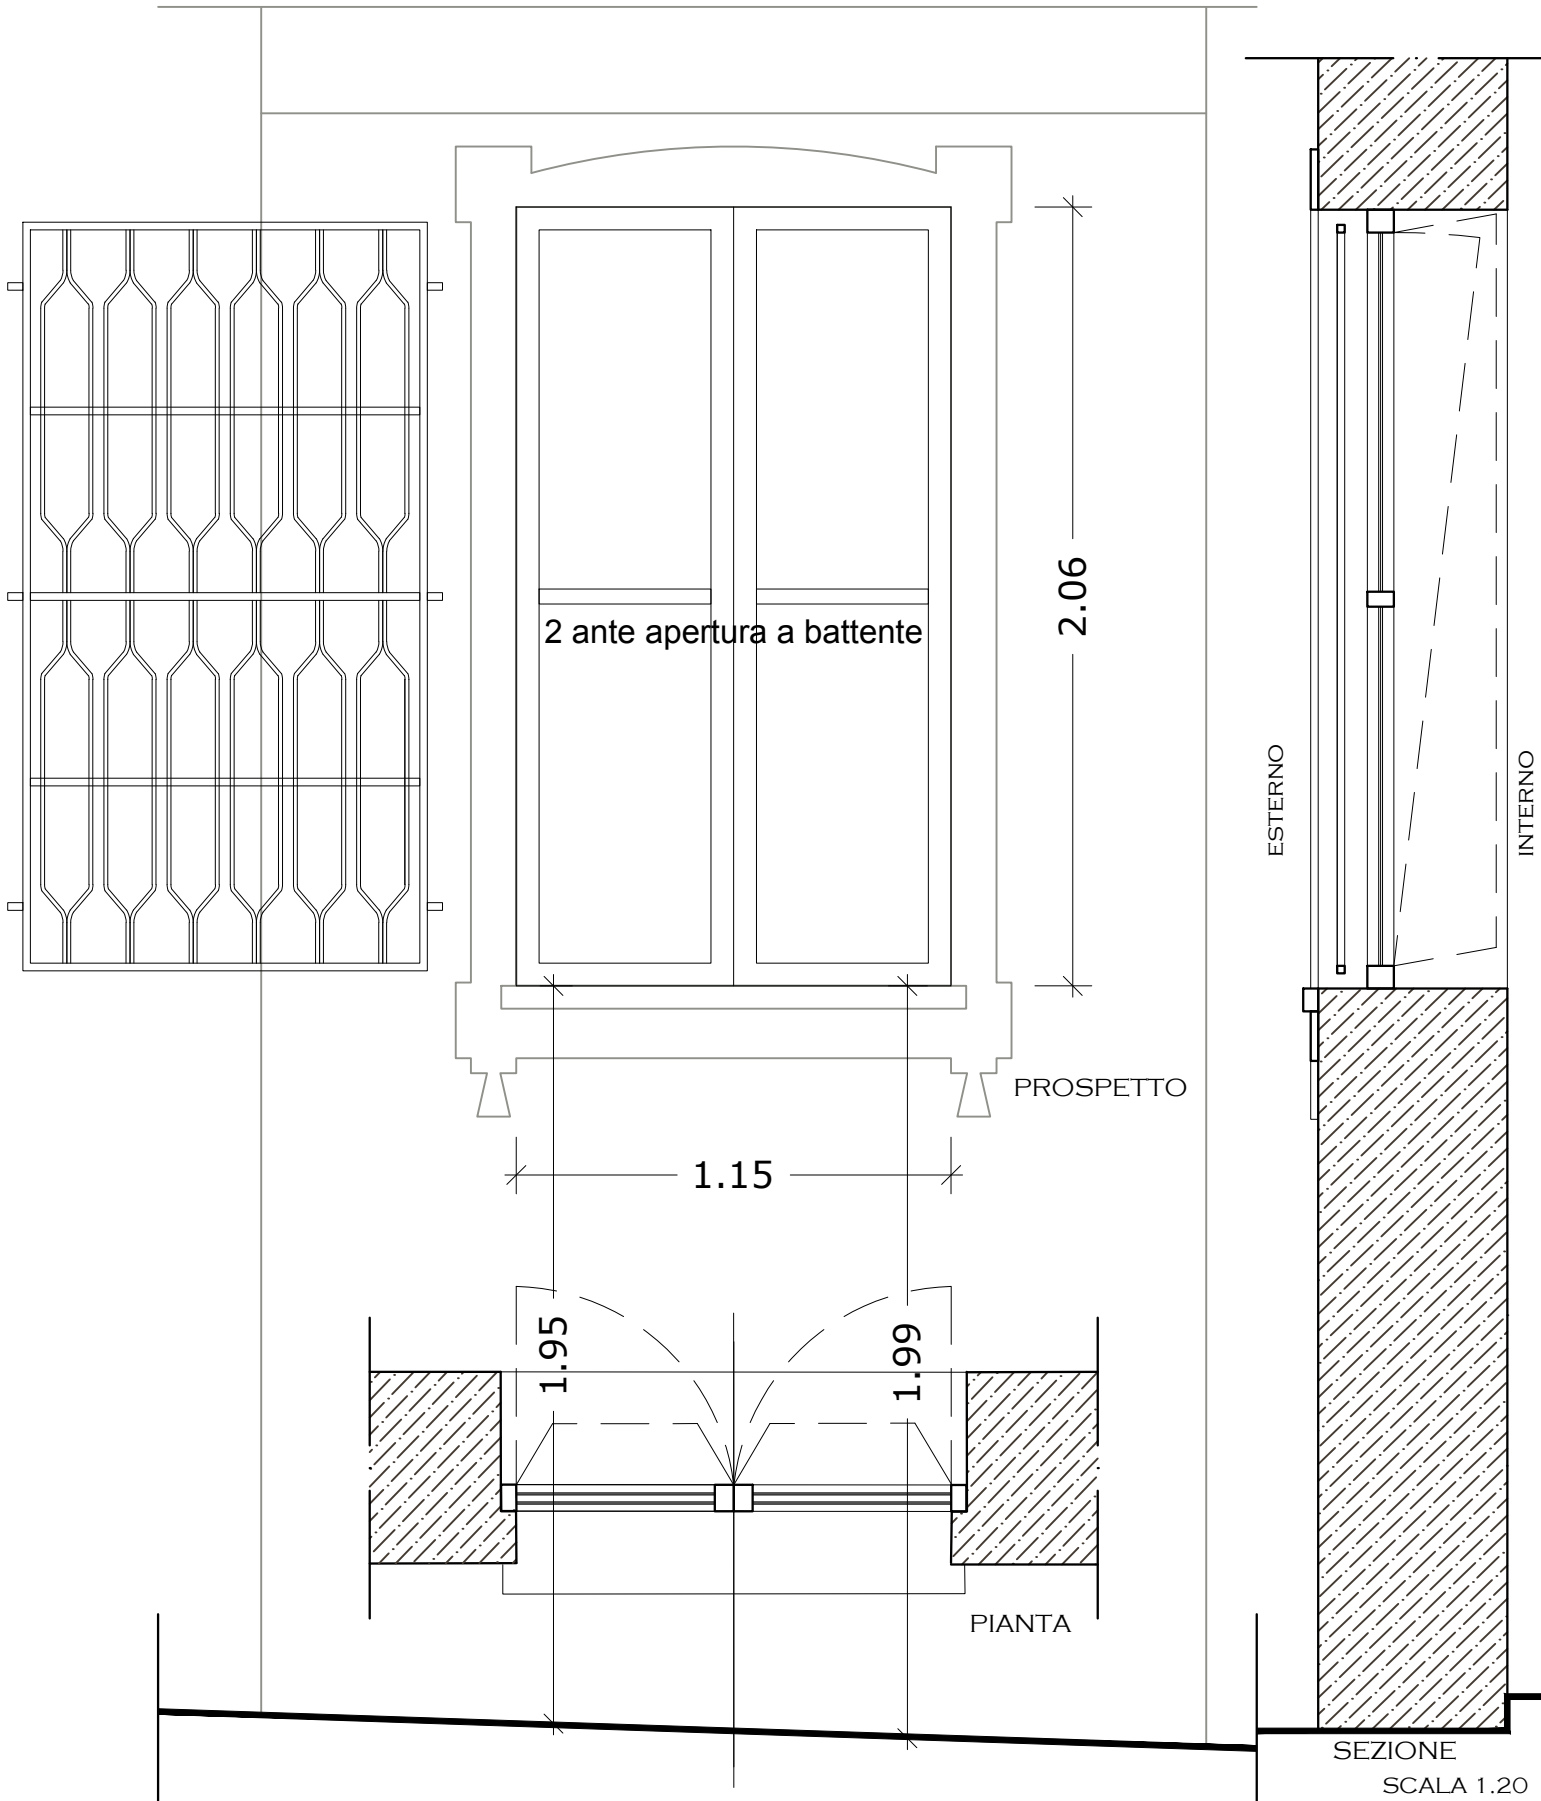 2.06
2 ante apertura a battente
ESTERNO
INTERNO
PROSPETTO
1.15
1.95
1.99
PIANTA
SEZIONE
SCALA 1.20